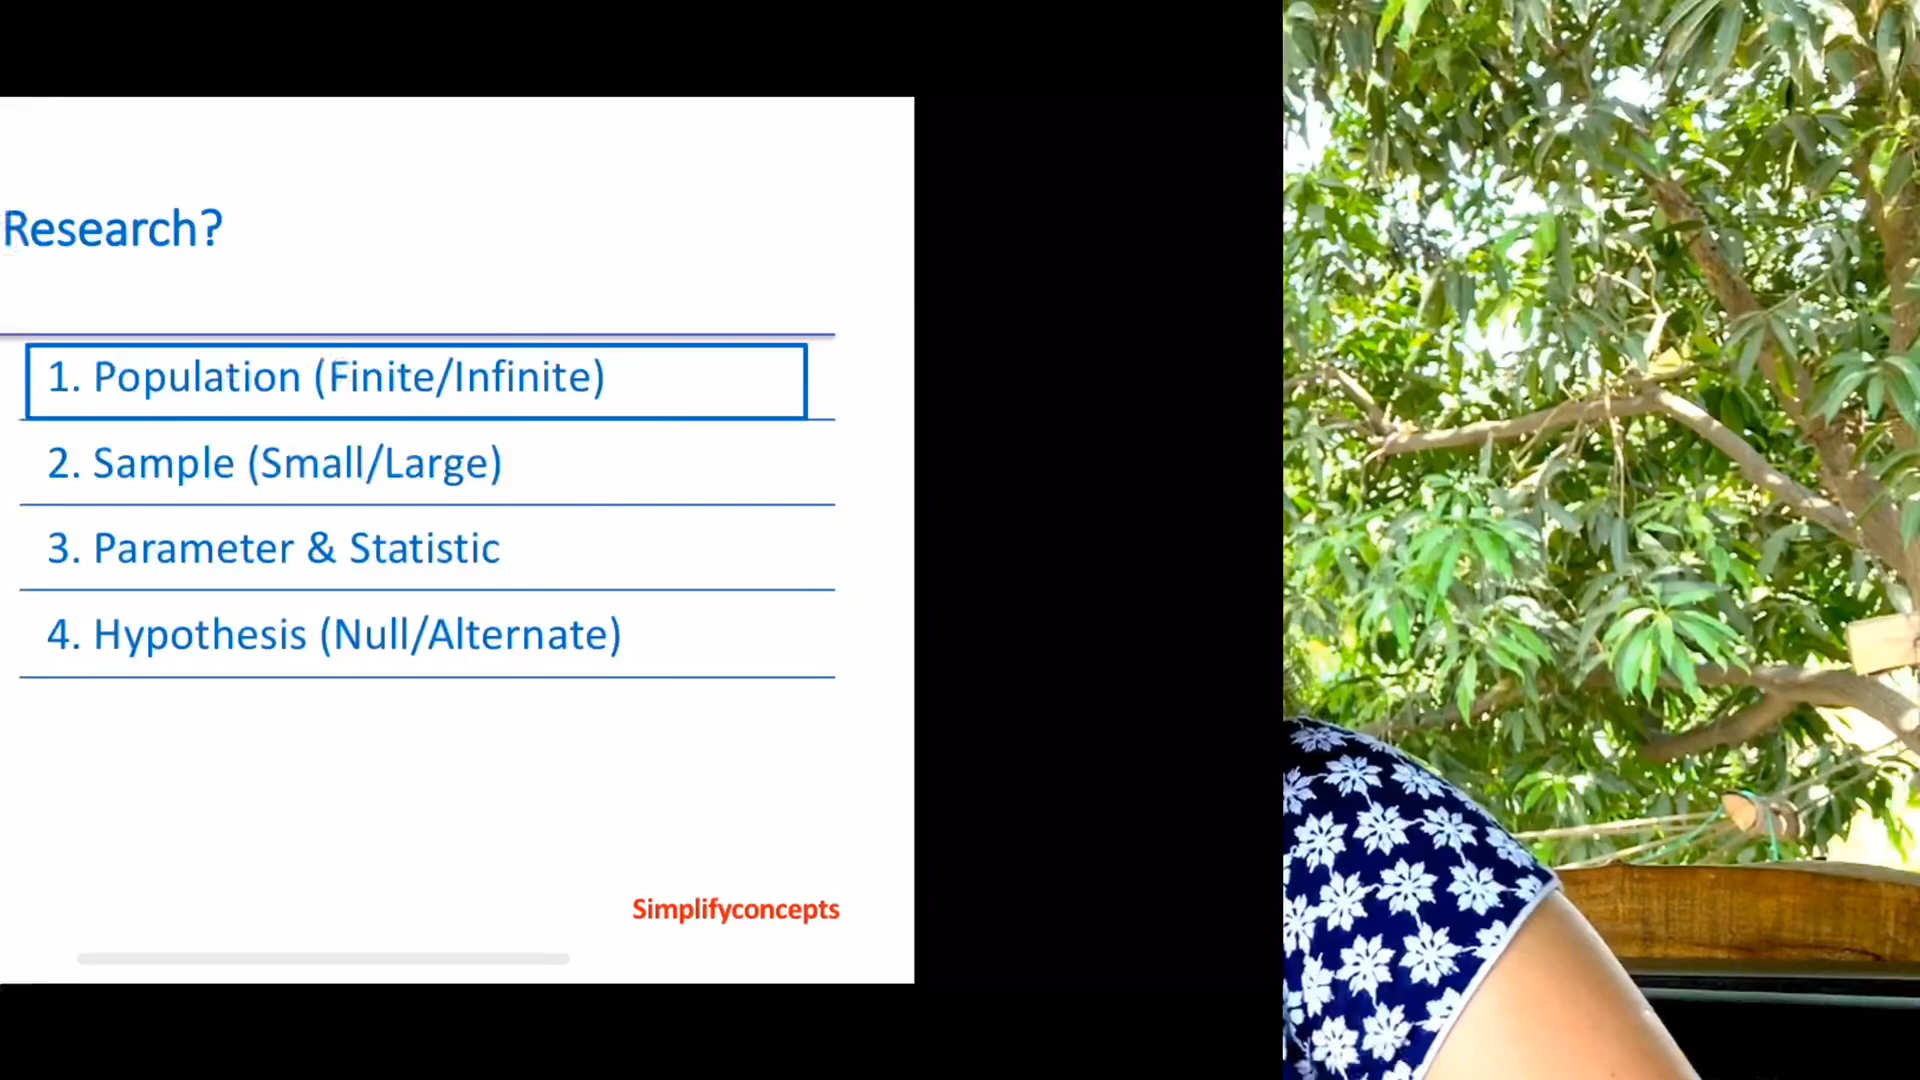 Research?
1. Population (Finite/Infinite)
2. Sample (Small/Large)
3. Parameter & Statistic
4. Hypothesis (Null/Alternate)
Simplifyconcepts